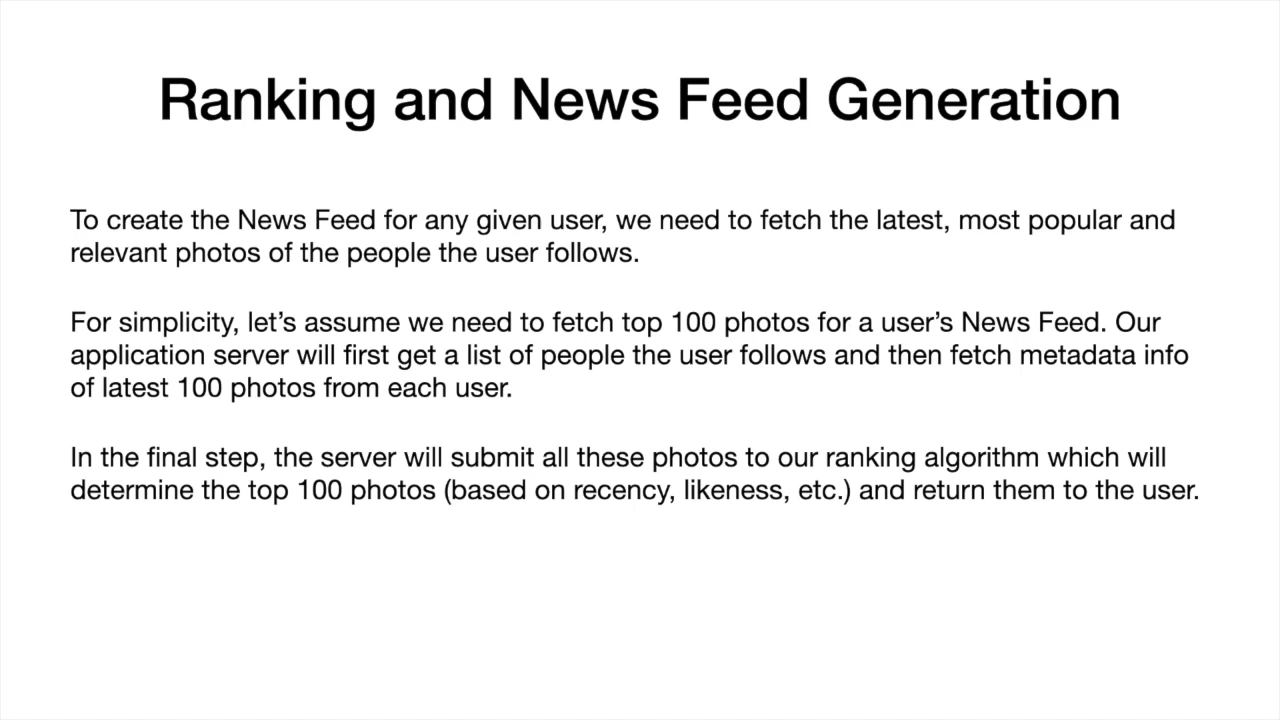 Ranking and News Feed Generation
To create the News Feed for any given user, we need to fetch the latest, most popular and
relevant photos of the people the user follows.
For simplicity, let’s assume we need to fetch top 100 photos for a user’s News Feed. Our
application server will first get a list of people the user follows and then fetch metadata info
of latest 100 photos from each user.
In the final step, the server will submit all these photos to our ranking algorithm which will
determine the top 100 photos (based on recency, likeness, etc.) and return them to the user.